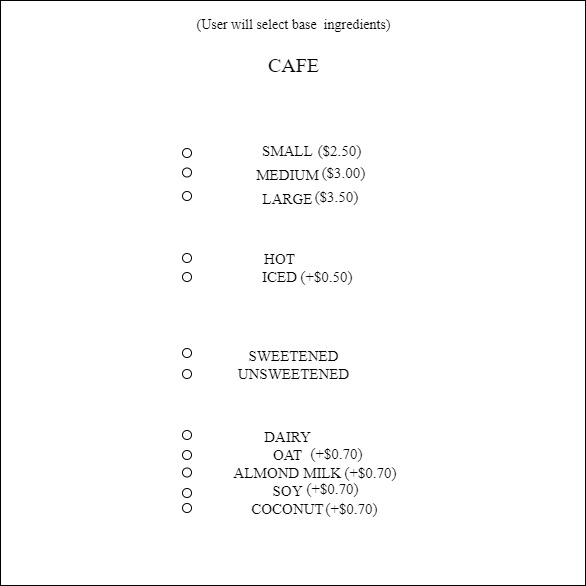 (User will select base ingredients)
CAFE
SMALL ($2.50)
MEDIUM ($3.00)
LARGE ($3.50)
HOT
ICED (+$0.50)
SWEETENED
UNSWEETENED
DAIRY
OAT (+$0.70)
ALMOND MILK (+$0.70)
SOY (+$0.70)
COCONUT (+$0.70)